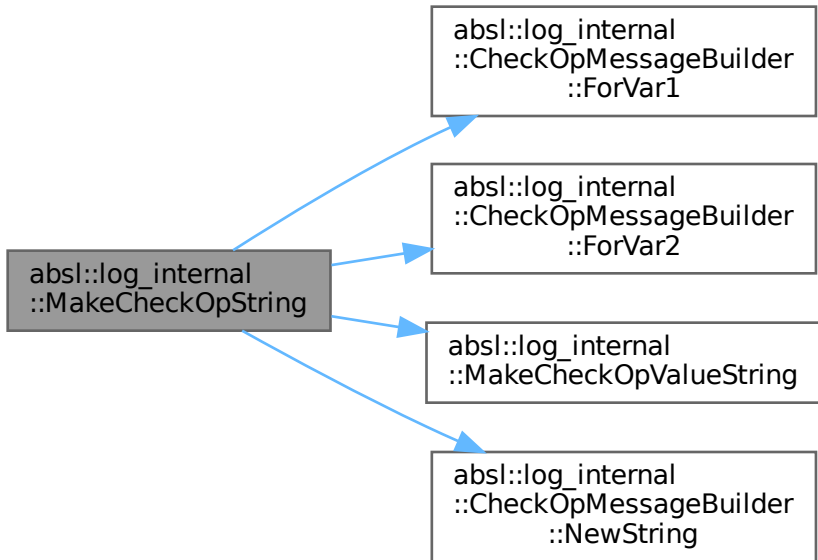 absl::log_internal
::CheckOpMessageBuilder
::ForVar1
absl::log_internal
::CheckOpMessageBuilder
::ForVar2
absl::log_internal
::MakeCheckOpString
absl::log_internal
::MakeCheckOpValueString
absl::log_internal
::CheckOpMessageBuilder
::NewString